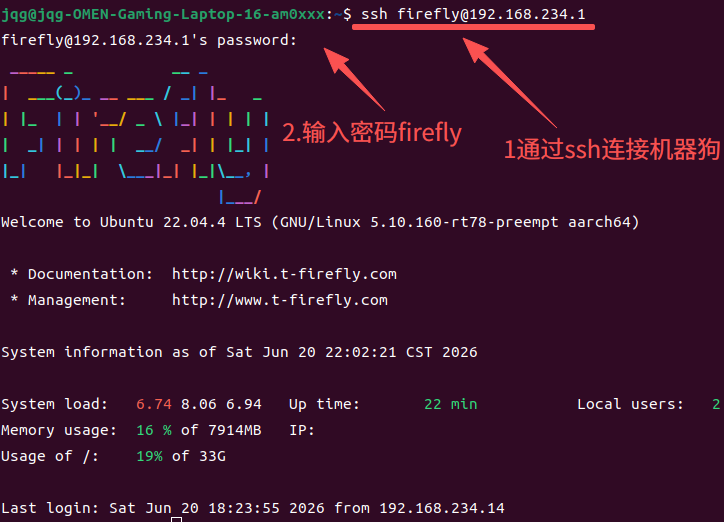 jqg@jqg-OMEN-Gaming-Laptop-16-am0xxx:~$ ssh firefly@192.168.234.1
firefly@192.168.234.1's password:
Firefly
2.输入密码firefly
1通过ssh连接机器狗
Welcome to Ubuntu 22.04.4 LTS (GNU/Linux 5.10.160-rt78-preempt aarch64)
* Documentation: http://wiki.t-firefly.com
* Management: http://www.t-firefly.com
System information as of Sat Jun 20 22:02:21 CST 2026
System load: 6.74 8.06 6.94 Up time: 22 min Local users: 2
Memory usage: 16 % of 7914MB IP:
Usage of /: 19% of 33G
Last login: Sat Jun 20 18:23:55 2026 from 192.168.234.14